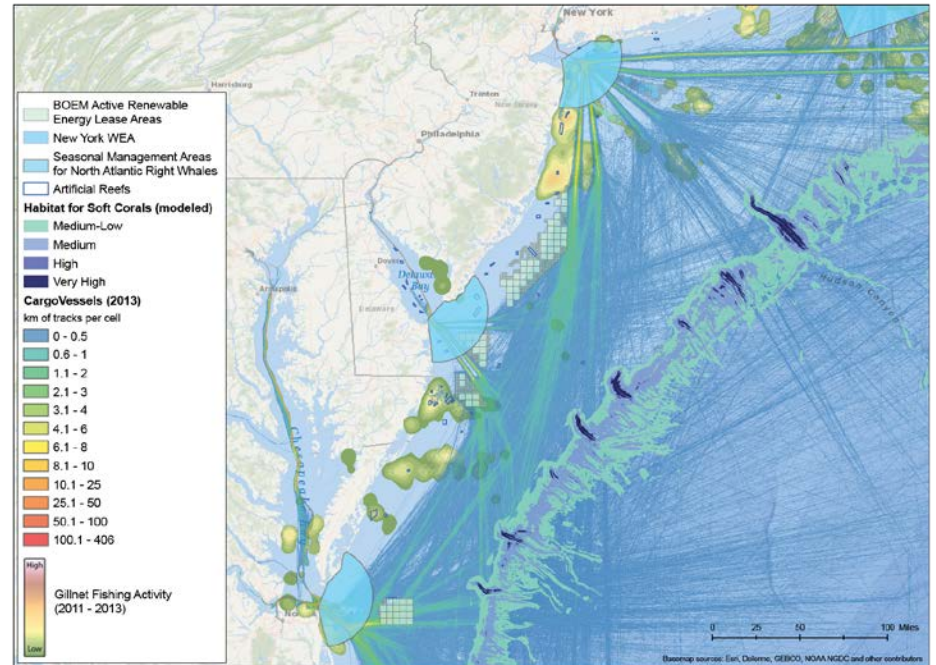 New York
Harrisburg
Trenton
New Jersey
Philadelphia
BOEM Active Renewable
Energy Lease Areas
New York WEA
Seasonal Management Areas
for North Atlantic Right Whales
Artificial Reefs
Habitat for Soft Corals (modeled)
Medium-Low
Medium
High
Very High
CargoVessels (2013)
km of tracks per cell
0 - 0.5
0.6 - 1
1.1 - 2
2.1 - 3
3.1 - 4
4.1 - 6
6.1 - 8
8.1 - 10
10.1 - 25
25.1 - 50
50.1 - 100
100.1 - 406
High
Gillnet Fishing Activity
(2011 - 2013)
Low
Bay
Annapolis
Hudson Canyon
0 25 50 100 Miles
Basemap sources: Esri, DeLorme, GEBCO, NOAA NGDC and other contributors